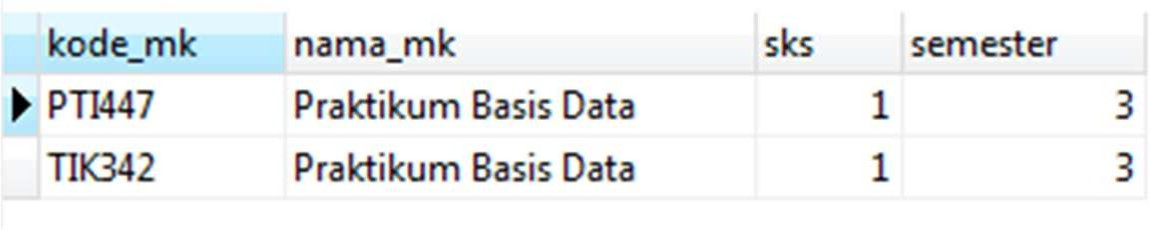 kode_mk nama_mk sks semester
PTI447 Praktikum Basis Data 1 3
TIK342 Praktikum Basis Data 1 3